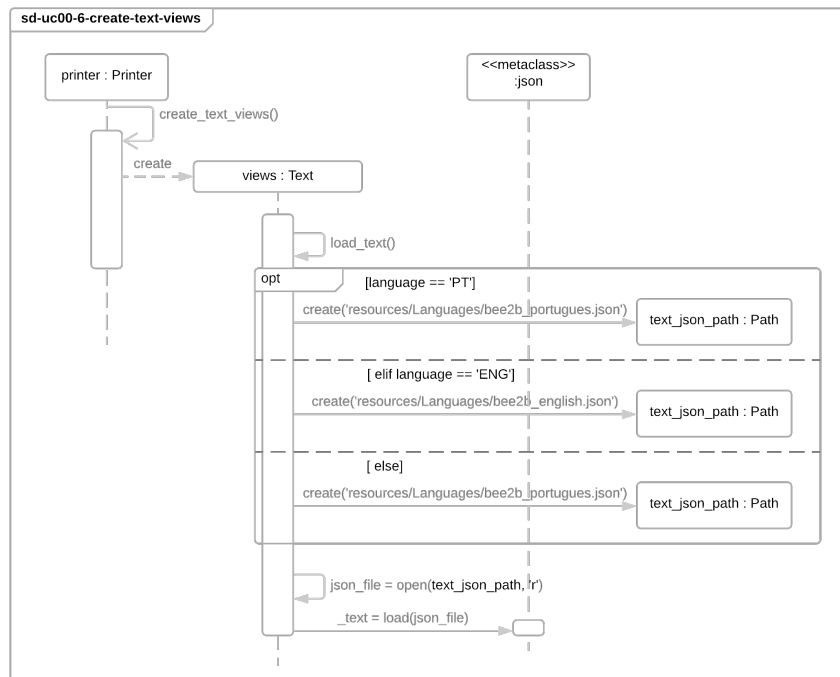 sd-uc00-6-create-text-views
printer : Printer
<<metaclass>>
:json
create_text_views()
create
views : Text
load_text()
opt
[language == 'PT']
create('resources/Languages/bee2b_portugues.json')
text_json_path : Path
[ elif language == 'ENG']
create('resources/Languages/bee2b_english.json')
text_json_path : Path
[ else]
create('resources/Languages/bee2b_portugues.json')
text_json_path : Path
json_file = open(text_json_path, 'r')
_text = load(json_file)